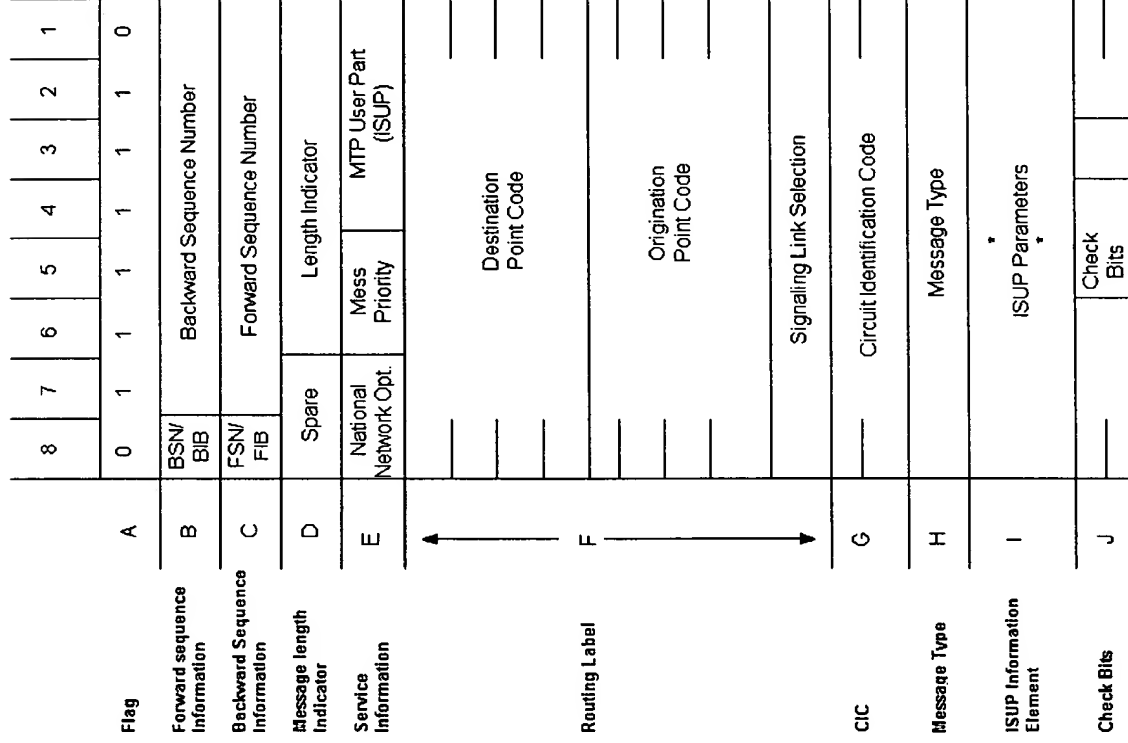 8 7 6 5 4 3 2 1
Flag A 0 1 1 1 1 1 1 0
Forward sequence
Information
B
BSN/
BIB
Backward Sequence Number
Backward Sequence
Information
C
FSN/
FIB
Forward Sequence Number
Message length
Indicator
D
Spare
Length Indicator
Service
Information
E
National
Network Opt.
Mess
Priority
MTP User Part
(ISUP)
Routing Label
F
Destination
Point Code
Origination
Point Code
Signaling Link Selection
CIC
G
Circuit Identification Code
Message Type
H
Message Type
ISUP Information
Element
I
*
ISUP Parameters
*
Check Bits
J
Check
Bits